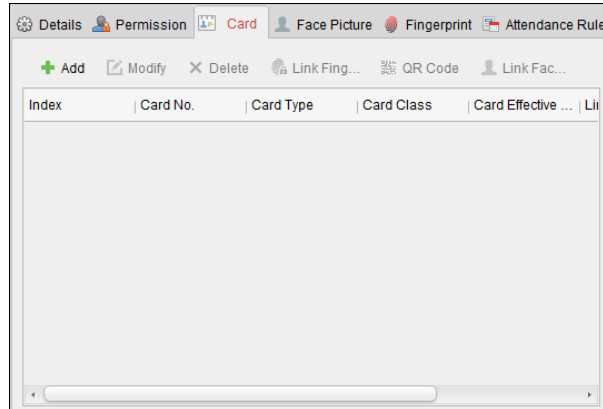 Details Permission Card Face Picture Fingerprint Attendance Rule
Add Modify Delete Link Fing... QR Code Link Fac...
Index Card No. Card Type Card Class Card Effective ... Lin